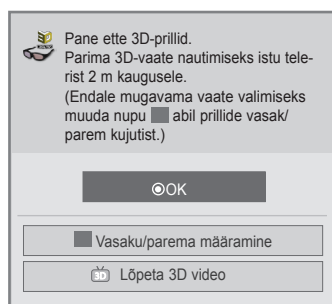 Pane ette 3D-prillid.
Parima 3D-vaate nautimiseks istu tele-
rist 2 m kaugusele.
(Endale mugavama vaate valimiseks
muuda nupu abil prillide vasak/
parem kujutist.)
OK
Vasaku/parema määramine
3D Lõpeta 3D video